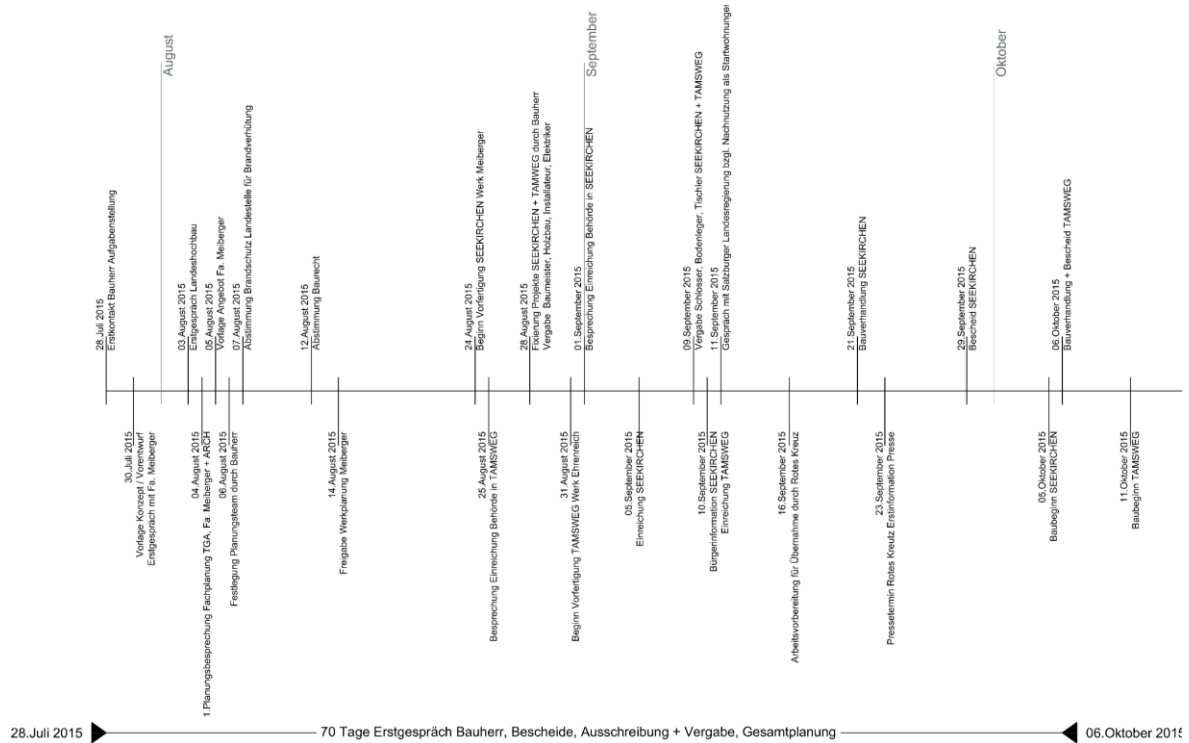 August
September
Oktober
28.Juli 2015
Erstkontakt Bauherr Aufgabenstellung
03.August 2015
Erstgespräch Landeshochbau
05.August 2015
Vorlage Angebot Fa. Meiberger
07.August 2015
Abstimmung Brandschutz Landestelle für Brandverhütung
12.August 2015
Abstimmung Baurecht
24.August 2015
Beginn Vorfertigung SEEKIRCHEN Werk Meiberger
28.August 2015
Fixierung Projekte SEEKIRCHEN + TAMWEG durch Bauherr
Vergabe Baumeister, Holzbau, Installateur, Elektriker
01.September 2015
Besprechung Einreichung Behörde in SEEKIRCHEN
09.September 2015
Vergabe Schlosser, Bodenleger, Tischler SEEKIRCHEN + TAMSWEG
11.September 2015
Gespräch mit Salzburger Landesregierung bzgl. Nachnutzung als Startwohnungen
21.September 2015
Bauverhandlung SEEKIRCHEN
29.September 2015
Bescheid SEEKIRCHEN
06.Oktober 2015
Bauverhandlung + Bescheid TAMSWEG
30.Juli 2015
Vorlage Konzept / Vorentwurf
Erstgespräch mit Fa. Meiberger
04.August 2015
1.Planungsbesprechung Fachplanung TGA, Fa. Meiberger + ARCH
06.August 2015
Festlegung Planungsteam durch Bauherr
14.August 2015
Freigabe Werkplanung Meiberger
25.August 2015
Besprechung Einreichung Behörde in TAMSWEG
31.August 2015
Beginn Vorfertigung TAMSWEG Werk Ehrenreich
05.September 2015
Einreichung SEEKIRCHEN
10.September 2015
Bürgerinformation SEEKIRCHEN
Einreichung TAMSWEG
16.September 2015
Arbeitsvorbereitung für Übernahme durch Rotes Kreuz
23.September 2015
Pressetermin Rotes Kreutz Erstinformation Presse
05.Oktober 2015
Baubeginn SEEKIRCHEN
11.Oktober 2015
Baubeginn TAMSWEG
28.Juli 2015
70 Tage Erstgespräch Bauherr, Bescheide, Ausschreibung + Vergabe, Gesamtplanung
06.Oktober 2015